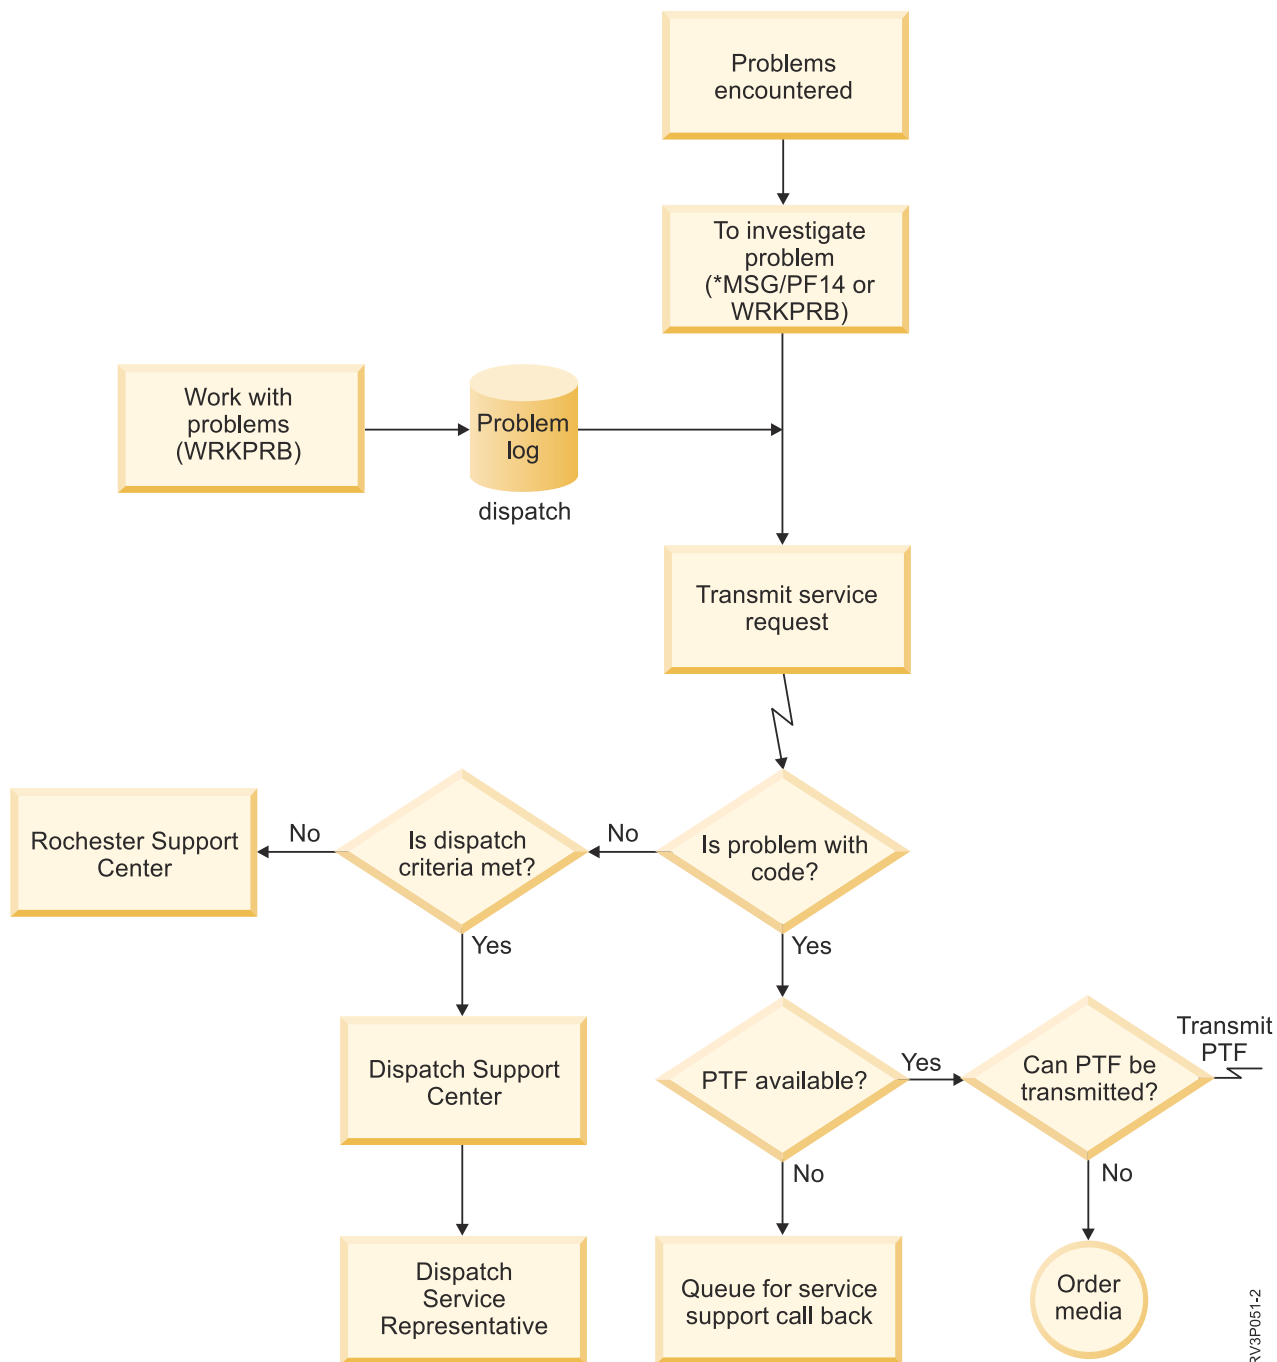 Problems
encountered
To investigate
problem
(*MSG/PF14 or
WRKPRB)
Work with
problems
(WRKPRB)
Problem
log
dispatch
Transmit service
request
Rochester Support
Center
No
Is dispatch
criteria met?
No
Is problem with
code?
Yes
Yes
Dispatch Support
Center
PTF available?
Yes
Can PTF be
transmitted?
Transmit
PTF
No
No
Dispatch
Service
Representative
Queue for service
support call back
Order
media
RV3P051-2